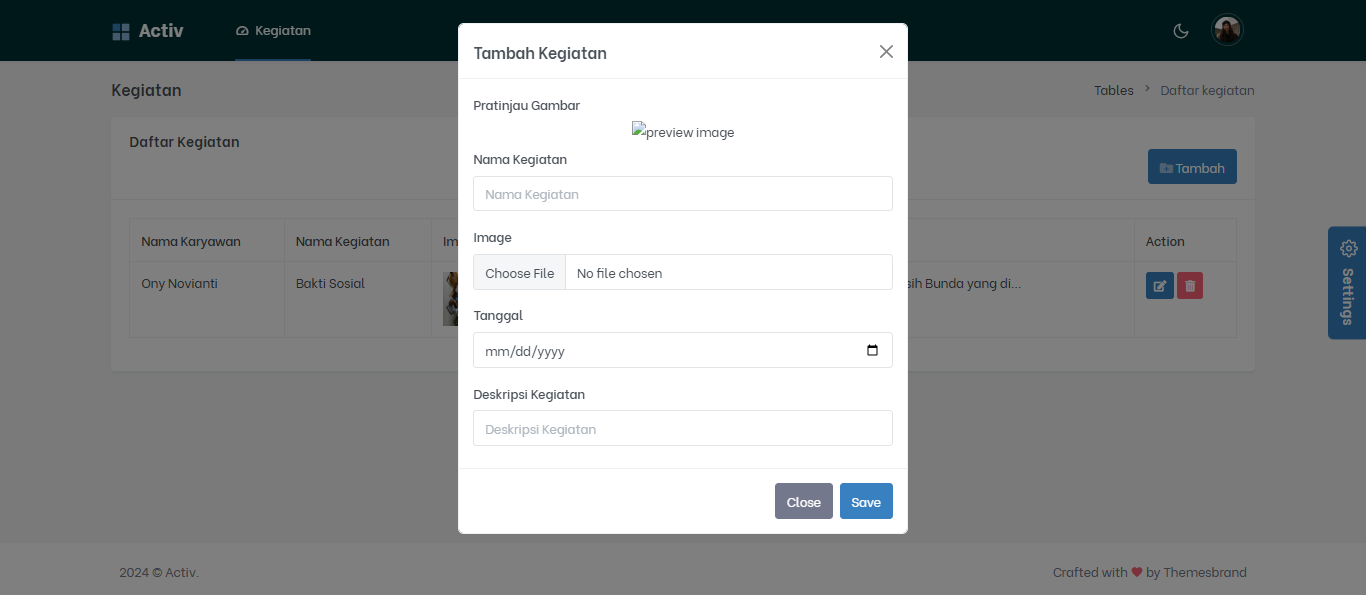 Activ
Kegiatan
Tambah Kegiatan
Kegiatan
Tables > Daftar kegiatan
Pratinjau Gambar
preview image
Daftar Kegiatan
Tambah
Nama Kegiatan
Nama Kegiatan
Nama Karyawan Nama Kegiatan Im Action
Image
Choose File No file chosen
Ony Novianti Bakti Sosial sih Bunda yang di...
Settings
Tanggal
mm/dd/yyyy
Deskripsi Kegiatan
Deskripsi Kegiatan
Close Save
2024 © Activ.
Crafted with ♥ by Themesbrand